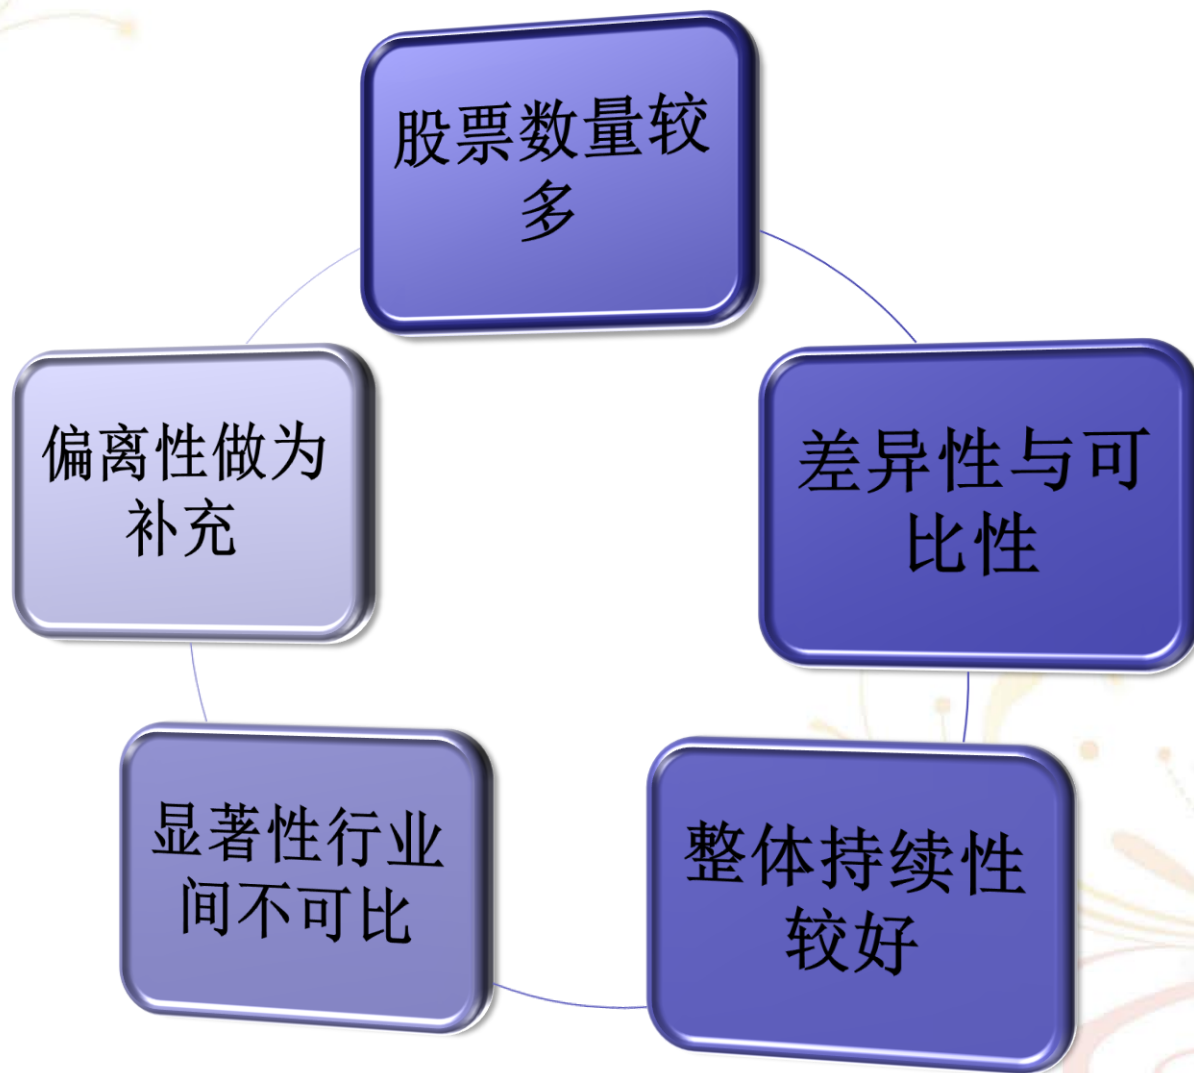 股票数量较
多
差异性与可
比性
整体持续性
较好
显著性行业
间不可比
偏离性做为
补充